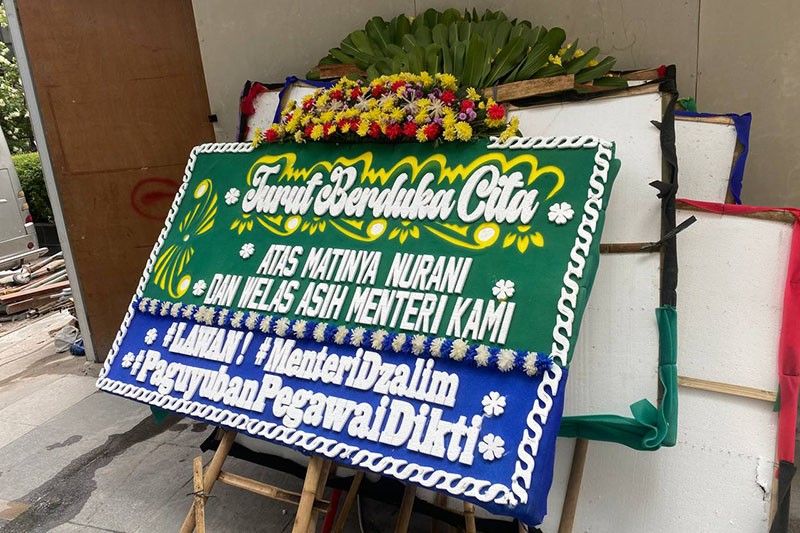 Turut Berduka Cita
ATAS MATINYA NURANI
DAN WELAS ASIH MENTERI KAMI
#LAWAN! #MenteriDzalim
#PaguyubanPegawaiDikti